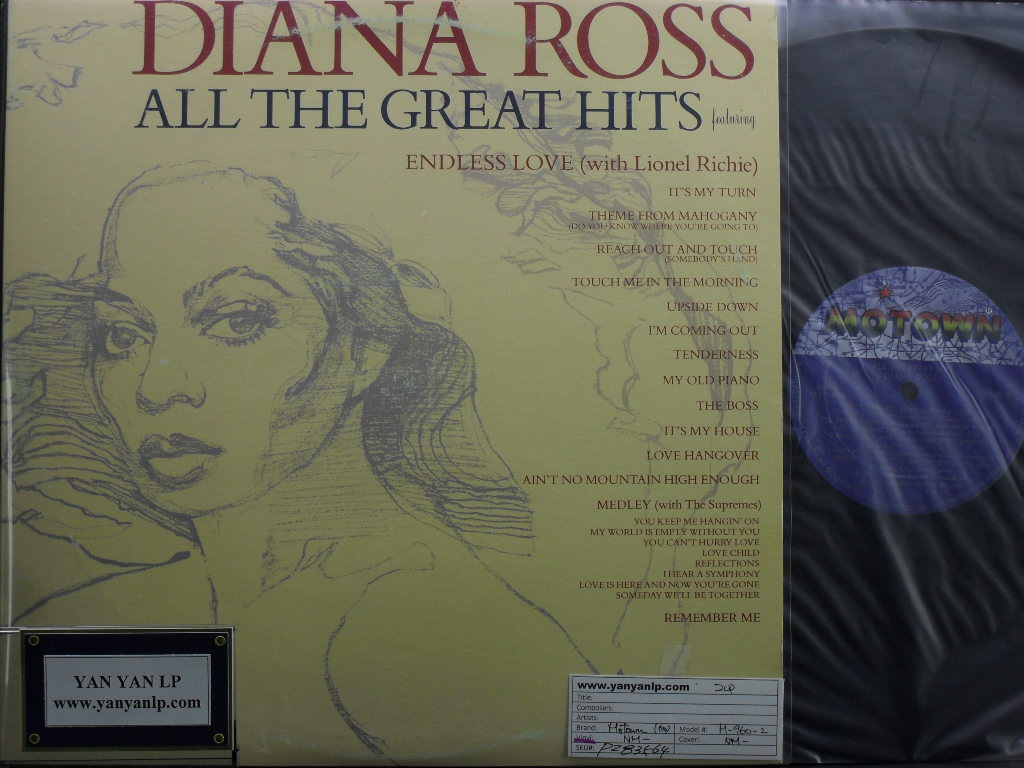 DIANA ROSS
ALL THE GREAT HITS featuring
ENDLESS LOVE (with Lionel Richie)
IT'S MY TURN
THEME FROM MAHOGANY
(DO YOU KNOW WHERE YOU'RE GOING TO)
REACH OUT AND TOUCH
(SOMEBODY'S HAND)
TOUCH ME IN THE MORNING
UPSIDE DOWN
I'M COMING OUT
TENDERNESS
MY OLD PIANO
THE BOSS
IT'S MY HOUSE
LOVE HANGOVER
AIN'T NO MOUNTAIN HIGH ENOUGH
MEDLEY (with The Supremes)
YOU KEEP ME HANGIN' ON
MY WORLD IS EMPTY WITHOUT YOU
YOU CAN'T HURRY LOVE
LOVE CHILD
REFLECTIONS
I HEAR A SYMPHONY
LOVE IS HERE AND NOW YOU'RE GONE
SOMEDAY WE'LL BE TOGETHER
REMEMBER ME
MOTOWN
YAN YAN LP
www.yanyanlp.com
www.yanyanlp.com 2LP
Title:
Composers:
Artists:
Brand: Motown Model #: M-960-2
Vinyl: NM- Cover: NM-
SKU#: